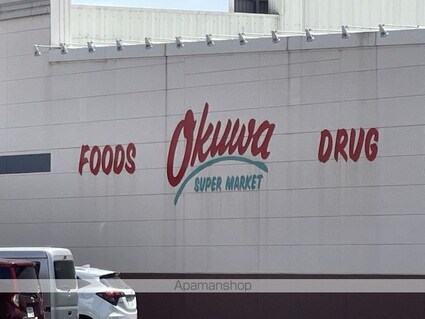 FOODS
Okuwa
SUPER MARKET
DRUG
Apamanshop